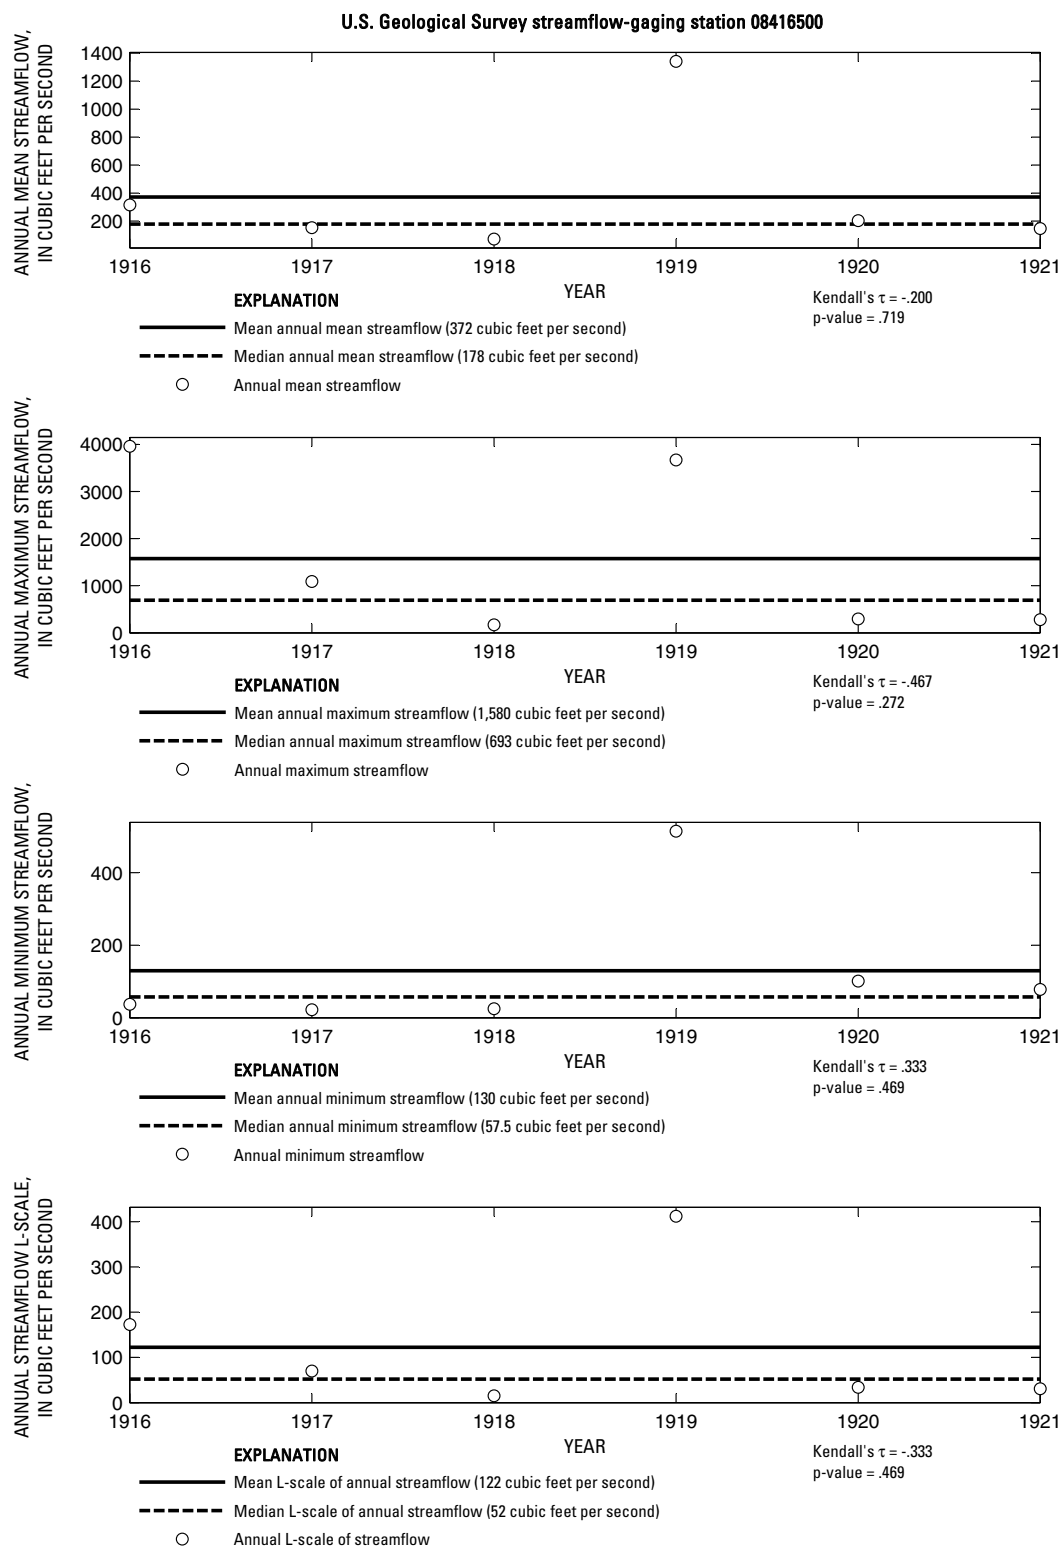 U.S. Geological Survey streamflow-gaging station 08416500
ANNUAL MEAN STREAMFLOW,
IN CUBIC FEET PER SECOND
1400
1200
1000
800
600
400
200
1916 1917 1918 1919 1920 1921
YEAR
Kendall's τ = -.200
p-value = .719
EXPLANATION
Mean annual mean streamflow (372 cubic feet per second)
Median annual mean streamflow (178 cubic feet per second)
Annual mean streamflow
ANNUAL MAXIMUM STREAMFLOW,
IN CUBIC FEET PER SECOND
4000
3000
2000
1000
0
1916 1917 1918 1919 1920 1921
YEAR
Kendall's τ = -.467
p-value = .272
EXPLANATION
Mean annual maximum streamflow (1,580 cubic feet per second)
Median annual maximum streamflow (693 cubic feet per second)
Annual maximum streamflow
ANNUAL MINIMUM STREAMFLOW,
IN CUBIC FEET PER SECOND
400
200
0
1916 1917 1918 1919 1920 1921
YEAR
Kendall's τ = .333
p-value = .469
EXPLANATION
Mean annual minimum streamflow (130 cubic feet per second)
Median annual minimum streamflow (57.5 cubic feet per second)
Annual minimum streamflow
ANNUAL STREAMFLOW L-SCALE,
IN CUBIC FEET PER SECOND
400
300
200
100
0
1916 1917 1918 1919 1920 1921
YEAR
Kendall's τ = -.333
p-value = .469
EXPLANATION
Mean L-scale of annual streamflow (122 cubic feet per second)
Median L-scale of annual streamflow (52 cubic feet per second)
Annual L-scale of streamflow